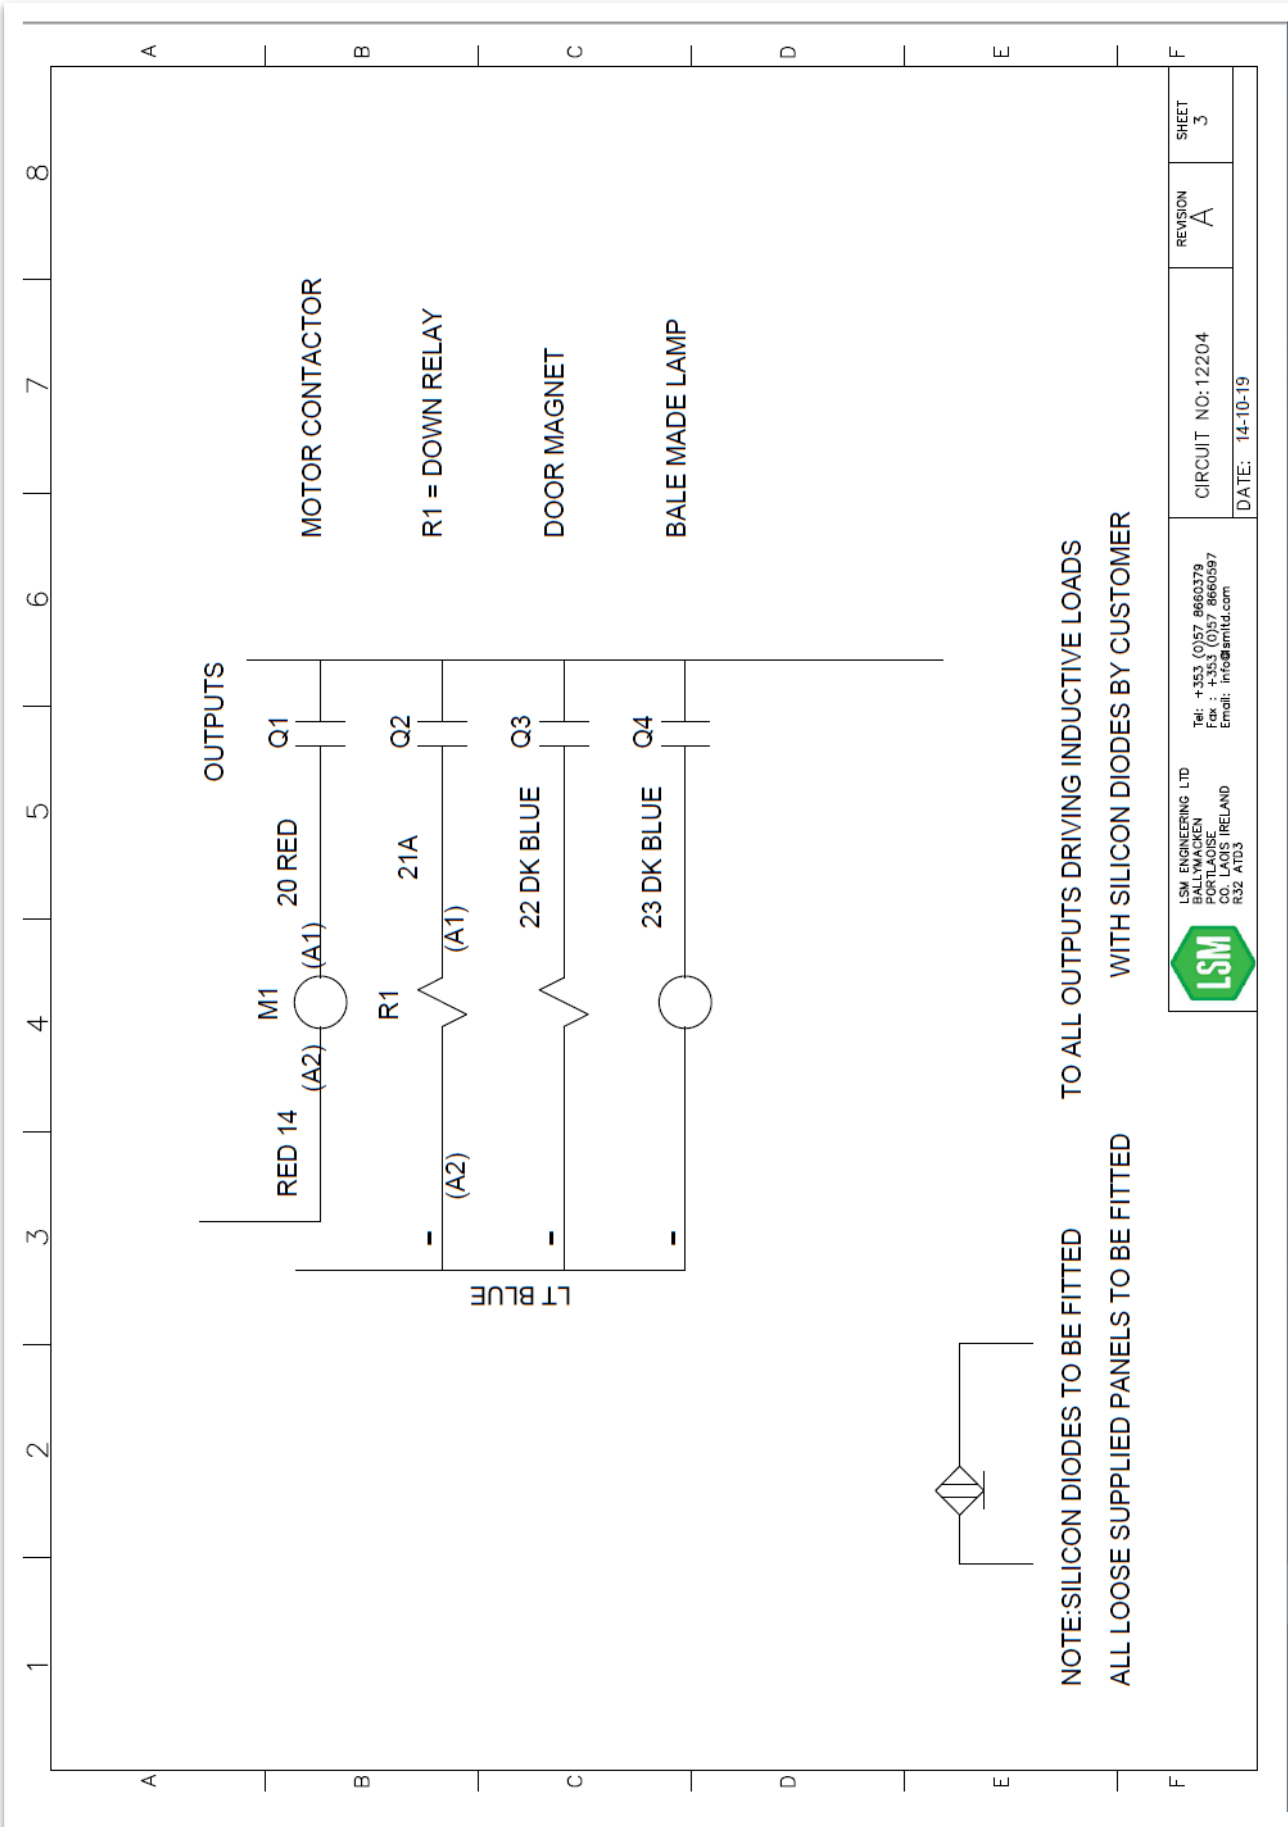 1 2 3 4 5 6 7 8
A A
B B
C C
D D
E E
F F
OUTPUTS
RED 14 (A2) M1 (A1) 20 RED Q1 MOTOR CONTACTOR
- (A2) R1 (A1) 21A Q2 R1 = DOWN RELAY
- 22 DK BLUE Q3 DOOR MAGNET
- 23 DK BLUE Q4 BALE MADE LAMP
LT BLUE
NOTE:SILICON DIODES TO BE FITTED TO ALL OUTPUTS DRIVING INDUCTIVE LOADS
ALL LOOSE SUPPLIED PANELS TO BE FITTED WITH SILICON DIODES BY CUSTOMER
LSM
LSM ENGINEERING LTD
BALLYMACKEN
PORTLAOISE
CO. LAOIS IRELAND
R32 AT03
Tel: +353 (0)57 8660379
Fax : +353 (0)57 8660597
Email: info@lsmltd.com
CIRCUIT NO:12204
DATE: 14-10-19
REVISION
A
SHEET
3